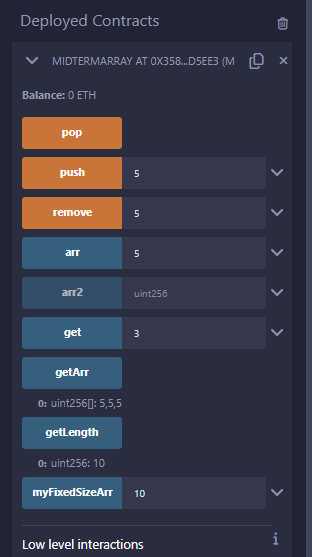 Deployed Contracts
MIDTERMARRAY AT 0X358...D5EE3 (M
Balance: 0 ETH
pop
push 5
remove 5
arr 5
arr2 uint256
get 3
getArr
0: uint256[]: 5,5,5
getLength
0: uint256: 10
myFixedSizeArr 10
Low level interactions